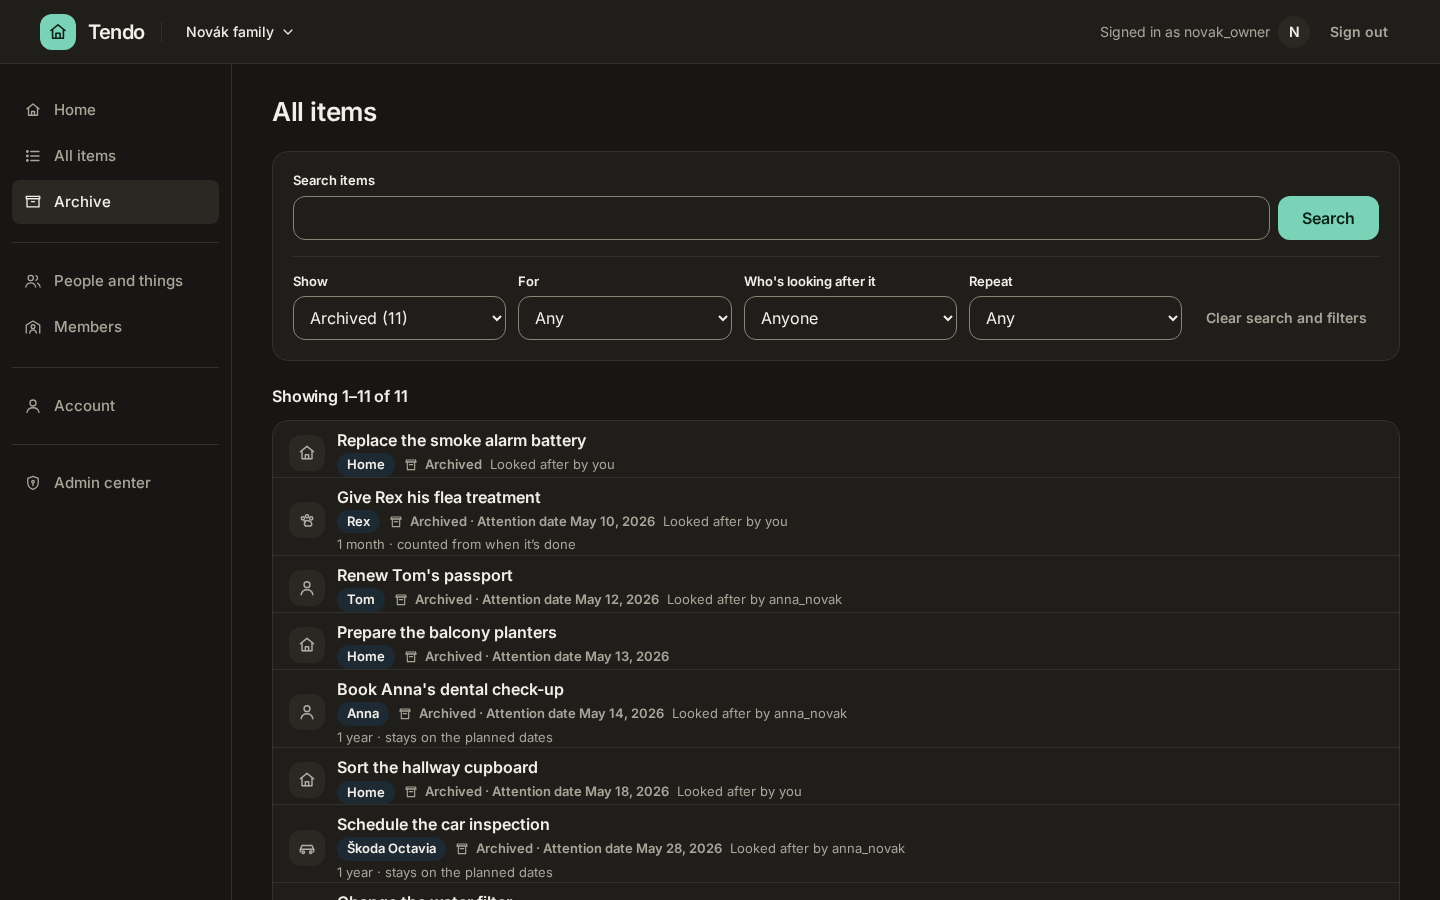 Tendo
Novák family
Signed in as novak_owner
N
Sign out
Home
All items
Archive
People and things
Members
Account
Admin center
All items
Search items
Search
Show
For
Who's looking after it
Repeat
Archived (11)
Any
Anyone
Any
Clear search and filters
Showing 1–11 of 11
Replace the smoke alarm battery
Home Archived Looked after by you
Give Rex his flea treatment
Rex Archived · Attention date May 10, 2026 Looked after by you
1 month · counted from when it's done
Renew Tom's passport
Tom Archived · Attention date May 12, 2026 Looked after by anna_novak
Prepare the balcony planters
Home Archived · Attention date May 13, 2026
Book Anna's dental check-up
Anna Archived · Attention date May 14, 2026 Looked after by anna_novak
1 year · stays on the planned dates
Sort the hallway cupboard
Home Archived · Attention date May 18, 2026 Looked after by you
Schedule the car inspection
Škoda Octavia Archived · Attention date May 28, 2026 Looked after by anna_novak
1 year · stays on the planned dates
Change the water filter